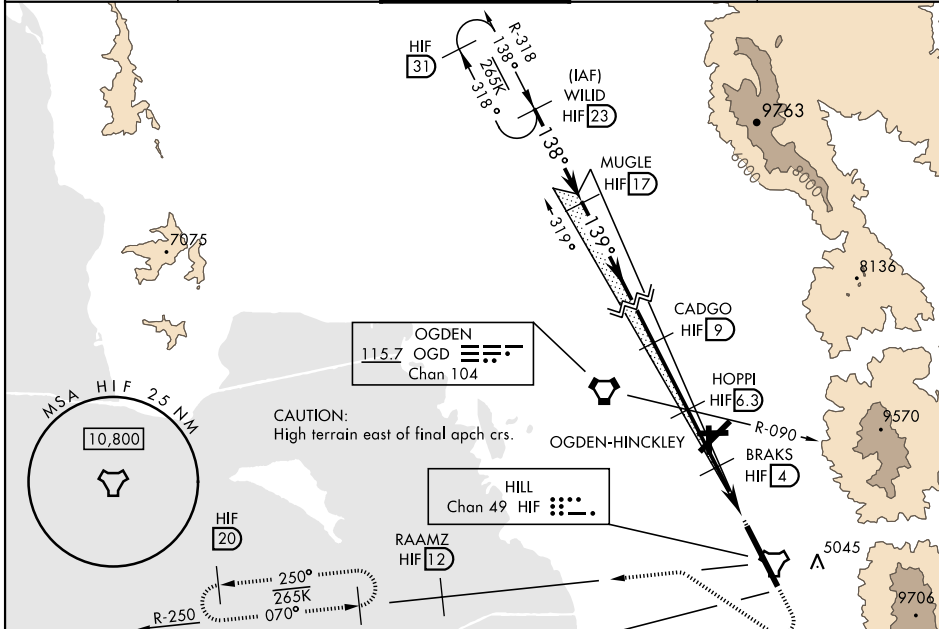 HIF
31
R-318
138°
265K
318°
(IAF)
WILID
HIF 23
138°
9763
6000
MUGLE
HIF 17
319°
139°
7075
8136
CADGO
HIF 9
OGDEN
115.7 OGD
Chan 104
HOPPI
HIF 6.3
MSA HIF 25 NM
10,800
CAUTION:
High terrain east of final apch crs.
OGDEN-HINCKLEY
R-090
9570
BRAKS
HIF 4
HILL
Chan 49 HIF
HIF
20
RAAMZ
HIF 12
5045
250°
265K
070°
R-250
9706